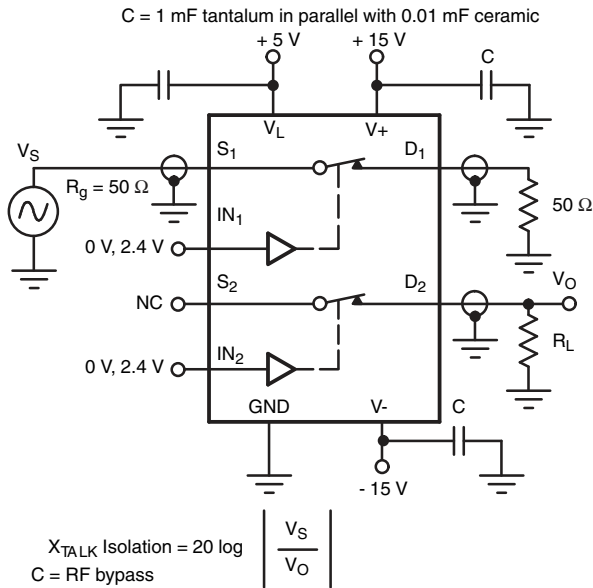 C = 1 mF tantalum in parallel with 0.01 mF ceramic
+ 5 V
+ 15 V
C
V_L
V+
V_S
S_1
D_1
R_g = 50 Ω
50 Ω
IN_1
0 V, 2.4 V
S_2
D_2
V_O
NC
R_L
IN_2
0 V, 2.4 V
GND
V-
C
- 15 V
X_TALK Isolation = 20 log | V_S / V_O |
C = RF bypass